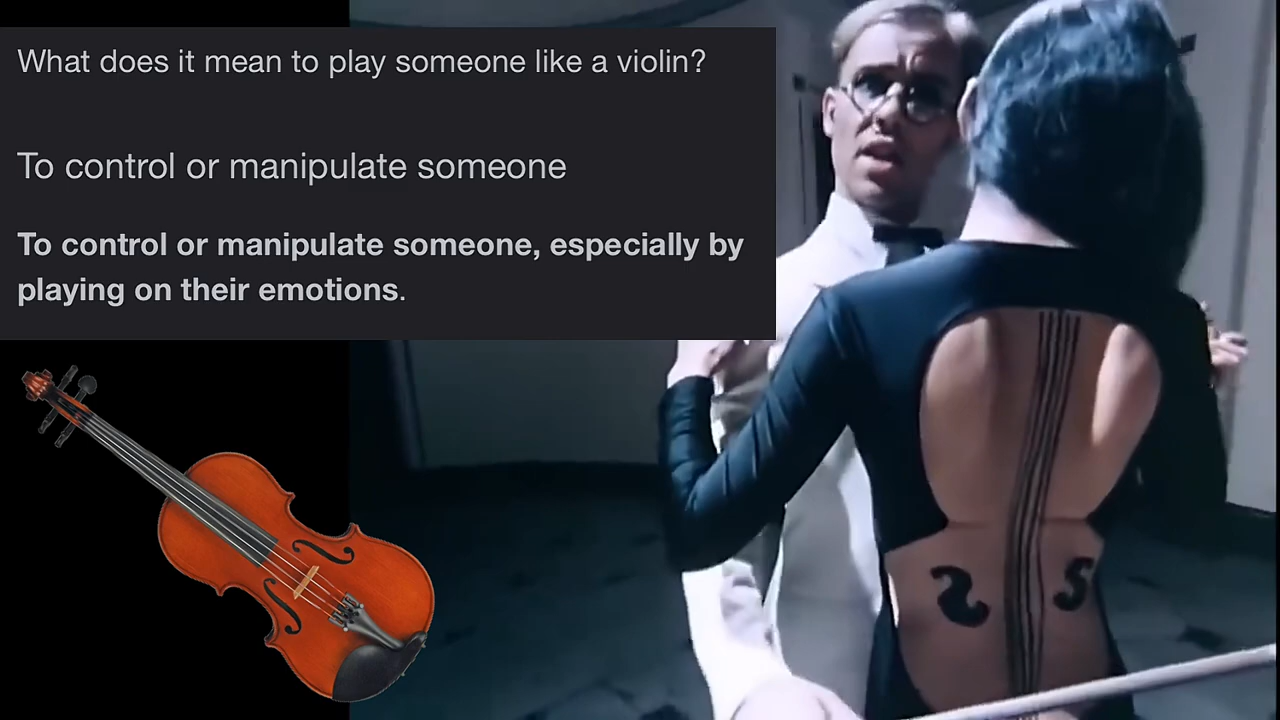 What does it mean to play someone like a violin?
To control or manipulate someone
To control or manipulate someone, especially by
playing on their emotions.